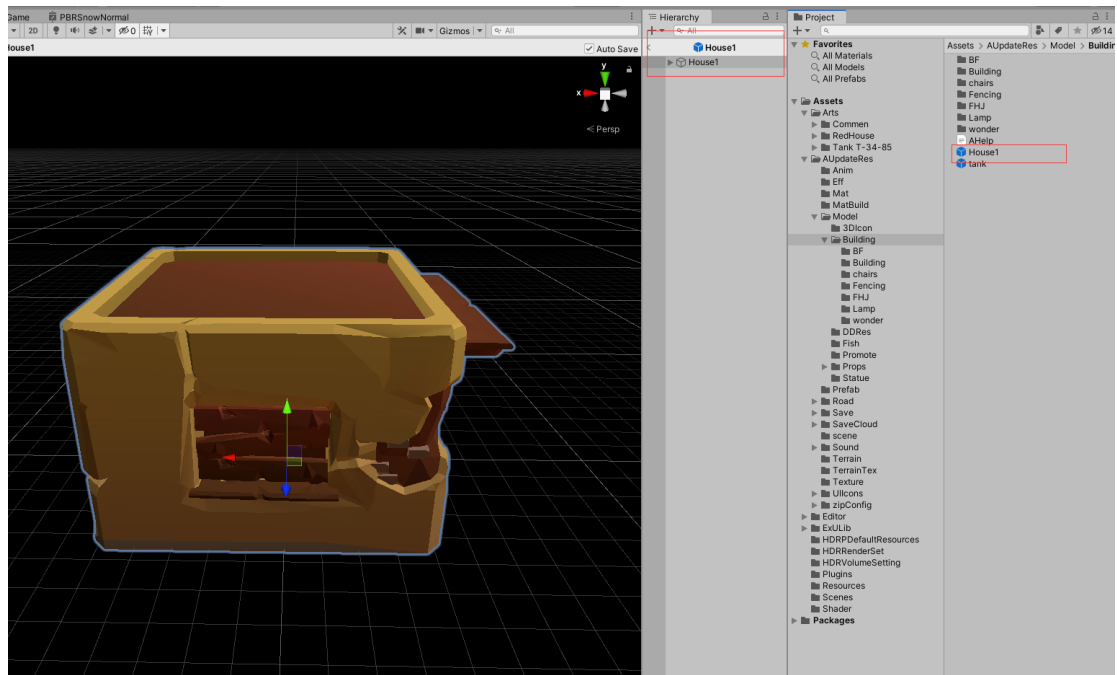 Game
PBRSnowNormal
2D
0
Gizmos
All
House1
Auto Save
y
x
Persp
Hierarchy
All
House1
House1
Project
14
Favorites
All Materials
All Models
All Prefabs
Assets
Arts
Commen
RedHouse
Tank T-34-85
AUpdateRes
Anim
Eff
Mat
MatBuild
Model
3DIcon
Building
BF
Building
chairs
Fencing
FHJ
Lamp
wonder
DDRes
Fish
Promote
Props
Statue
Prefab
Road
Save
SaveCloud
scene
Sound
Terrain
TerrainTex
Texture
UIIcons
zipConfig
Editor
ExULib
HDRPDefaultResources
HDRRenderSet
HDRVolumeSetting
Plugins
Resources
Scenes
Shader
Packages
Assets > AUpdateRes > Model > Buildin
BF
Building
chairs
Fencing
FHJ
Lamp
wonder
AHelp
House1
tank